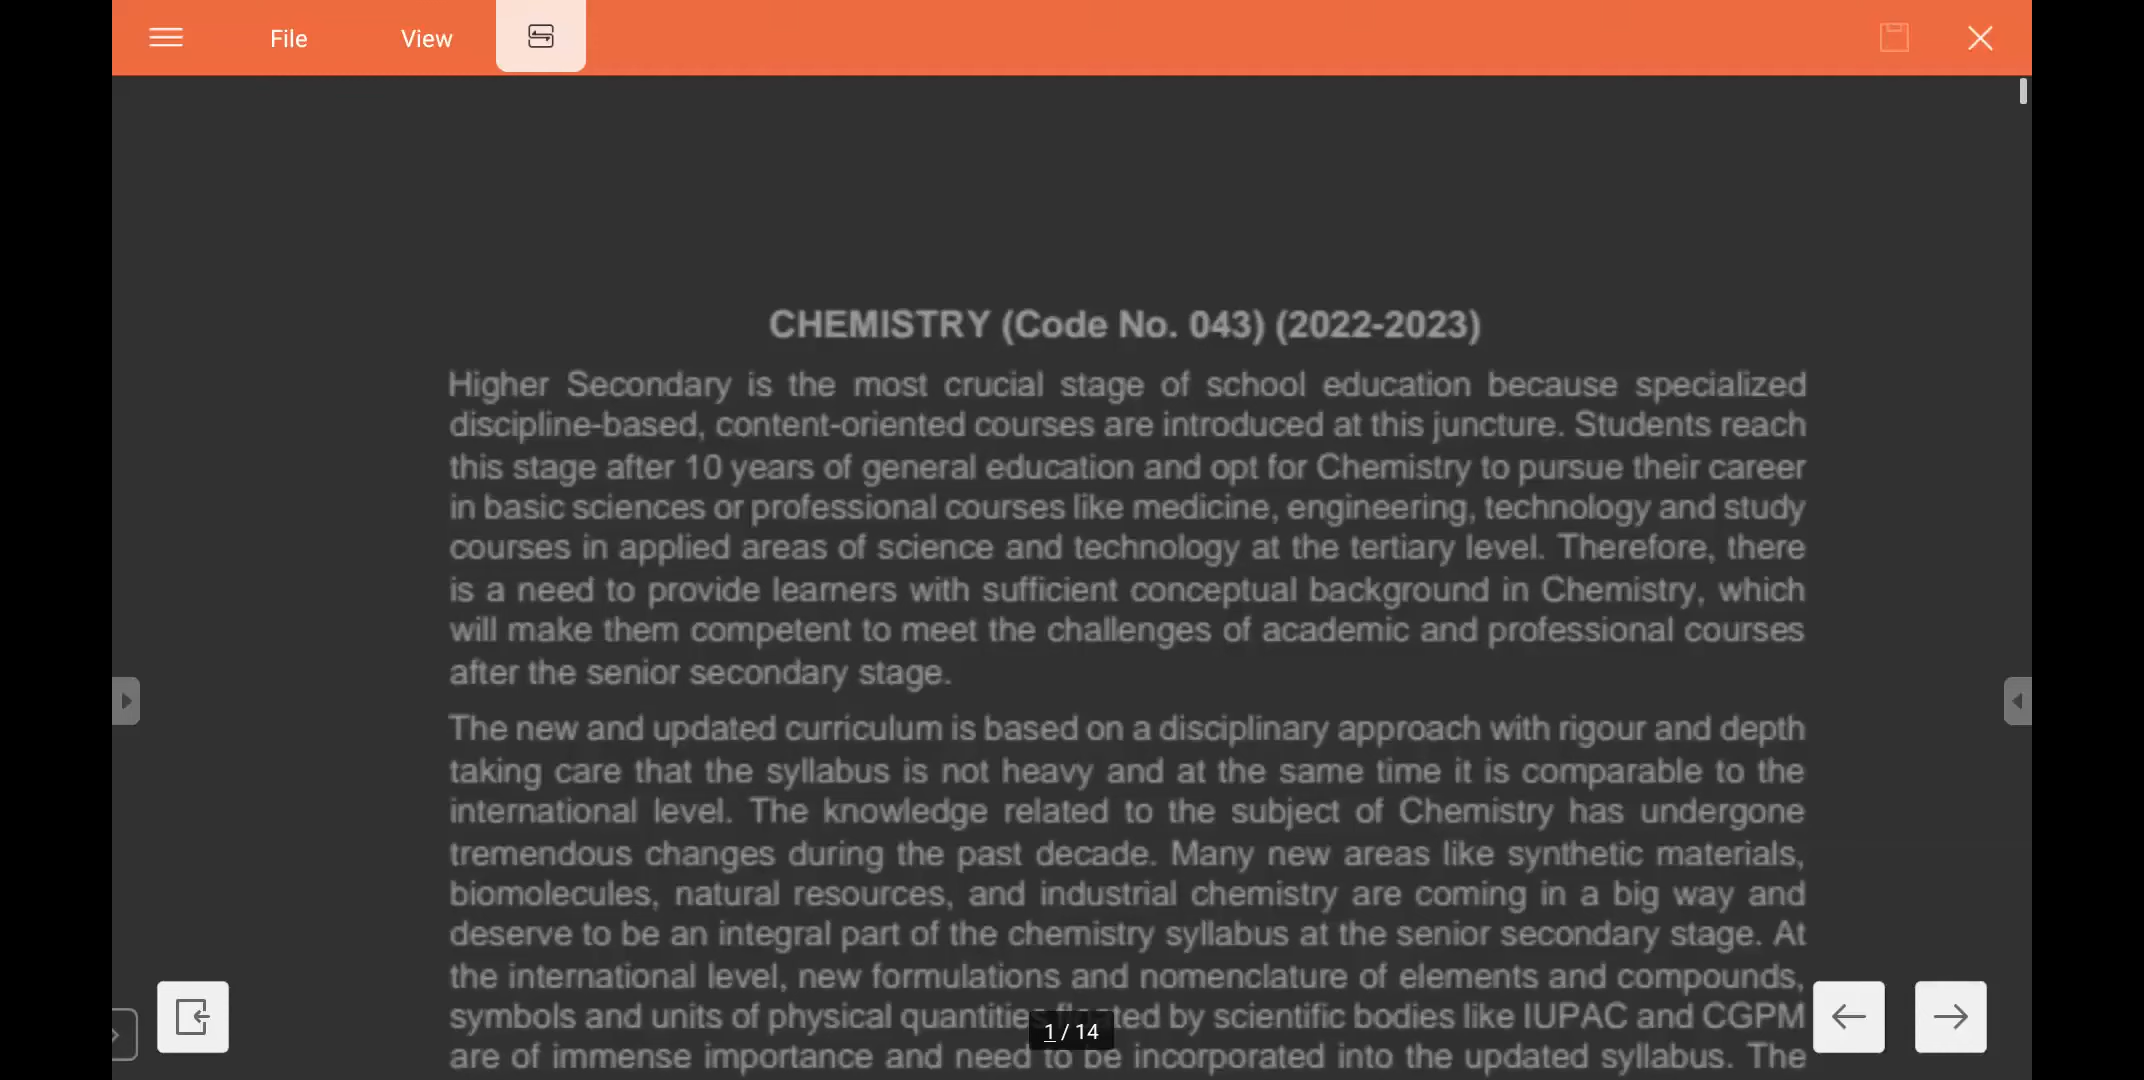 File View
CHEMISTRY (Code No. 043) (2022-2023)
Higher Secondary is the most crucial stage of school education because specialized
discipline-based, content-oriented courses are introduced at this juncture. Students reach
this stage after 10 years of general education and opt for Chemistry to pursue their career
in basic sciences or professional courses like medicine, engineering, technology and study
courses in applied areas of science and technology at the tertiary level. Therefore, there
is a need to provide learners with sufficient conceptual background in Chemistry, which
will make them competent to meet the challenges of academic and professional courses
after the senior secondary stage.
The new and updated curriculum is based on a disciplinary approach with rigour and depth
taking care that the syllabus is not heavy and at the same time it is comparable to the
international level. The knowledge related to the subject of Chemistry has undergone
tremendous changes during the past decade. Many new areas like synthetic materials,
biomolecules, natural resources, and industrial chemistry are coming in a big way and
deserve to be an integral part of the chemistry syllabus at the senior secondary stage. At
the international level, new formulations and nomenclature of elements and compounds,
symbols and units of physical quantities by scientific bodies like IUPAC and CGPM
are of immense importance and need to be incorporated into the updated syllabus. The
1 / 14